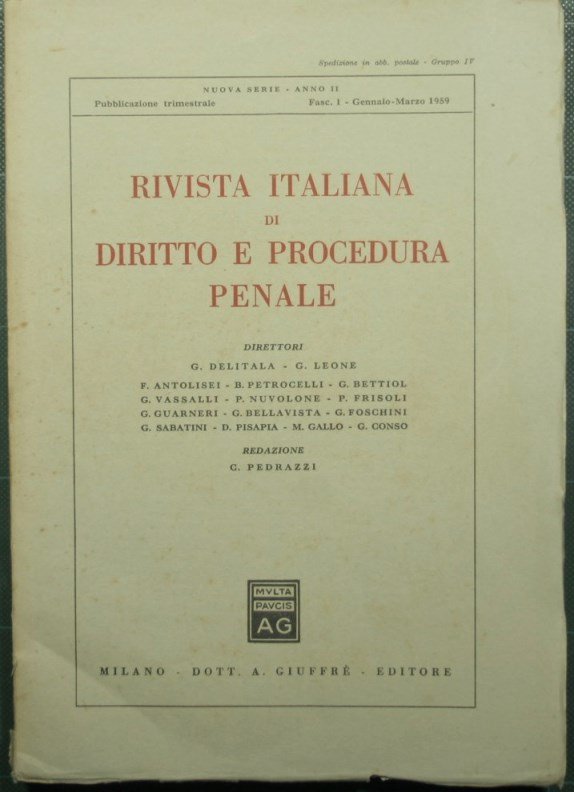 Spedizione in abb. postale - Gruppo IV
NUOVA SERIE - ANNO II
Pubblicazione trimestrale Fasc. 1 - Gennaio-Marzo 1959
RIVISTA ITALIANA
DI
DIRITTO E PROCEDURA
PENALE
DIRETTORI
G. DELITALA - G. LEONE
F. ANTOLISEI - B. PETROCELLI - G. BETTIOL
G. VASSALLI - P. NUVOLONE - P. FRISOLI
G. GUARNERI - G. BELLAVISTA - G. FOSCHINI
G. SABATINI - D. PISAPIA - M. GALLO - G. CONSO
REDAZIONE
C. PEDRAZZI
MVLTA
PAVCIS
AG
MILANO - DOTT. A. GIUFFRÈ - EDITORE